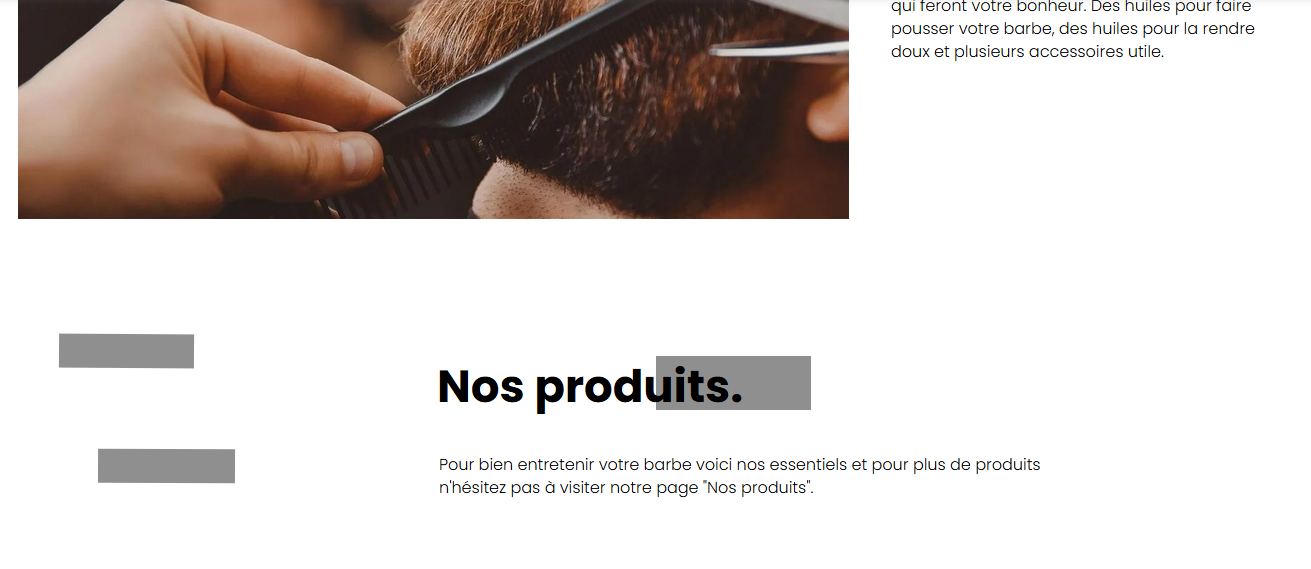 qui feront votre bonheur. Des huiles pour faire
pousser votre barbe, des huiles pour la rendre
doux et plusieurs accessoires utile.
Nos produits.
Pour bien entretenir votre barbe voici nos essentiels et pour plus de produits
n'hésitez pas à visiter notre page "Nos produits".